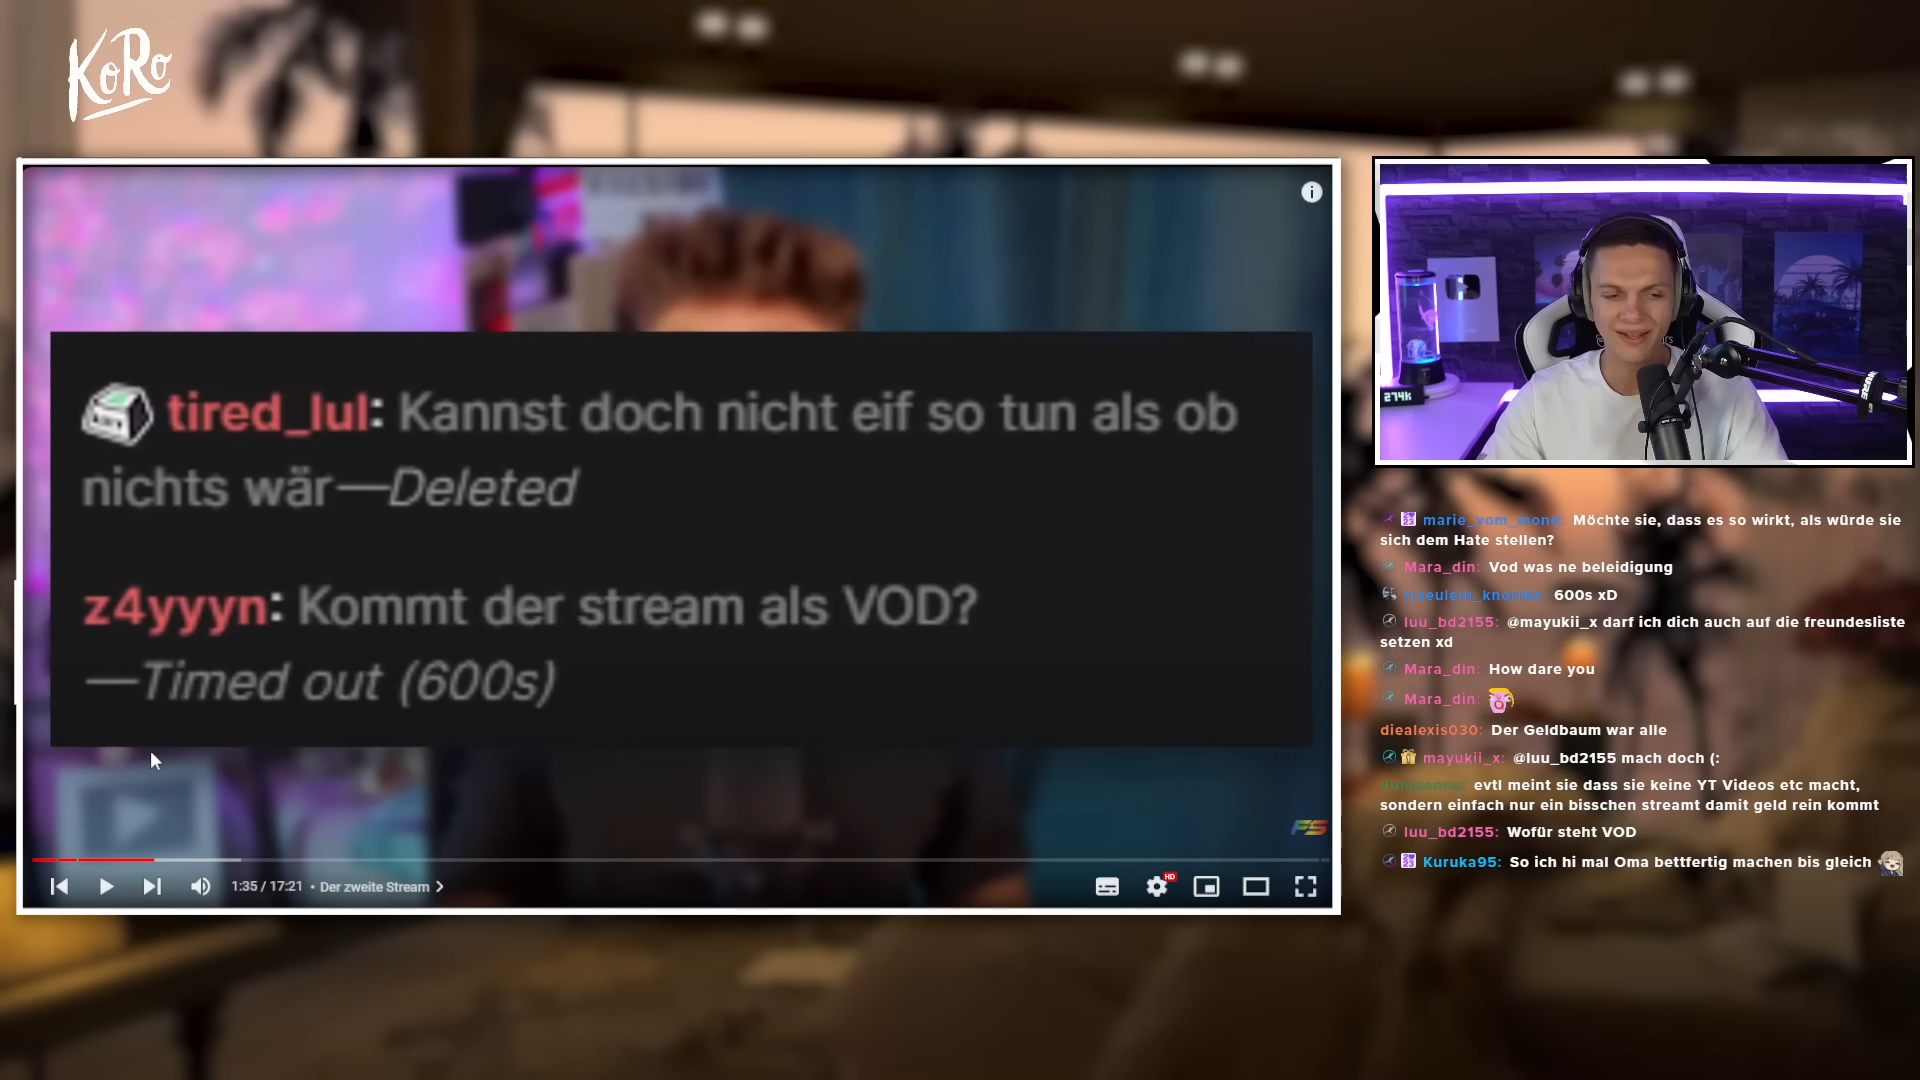 KoRo
tired_lul: Kannst doch nicht eif so tun als ob
nichts wär—Deleted
z4yyyn: Kommt der stream als VOD?
—Timed out (600s)
FS
1:35 / 17:21 • Der zweite Stream
HD
274K
marie_vom_mond: Möchte sie, dass es so wirkt, als würde sie
sich dem Hate stellen?
Mara_din: Vod was ne beleidigung
600s xD
luu_bd2155: @mayukii_x darf ich dich auch auf die freundesliste
setzen xd
Mara_din: How dare you
Mara_din:
diealexis030: Der Geldbaum war alle
mayukii_x: @luu_bd2155 mach doch (:
evtl meint sie dass sie keine YT Videos etc macht,
sondern einfach nur ein bisschen streamt damit geld rein kommt
luu_bd2155: Wofür steht VOD
Kuruka95: So ich hi mal Oma bettfertig machen bis gleich